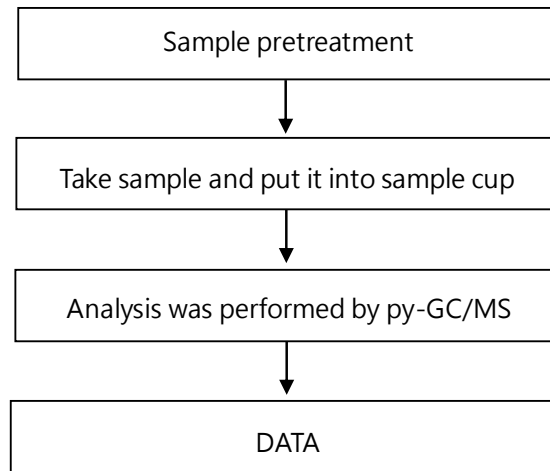 Sample pretreatment
Take sample and put it into sample cup
Analysis was performed by py-GC/MS
DATA